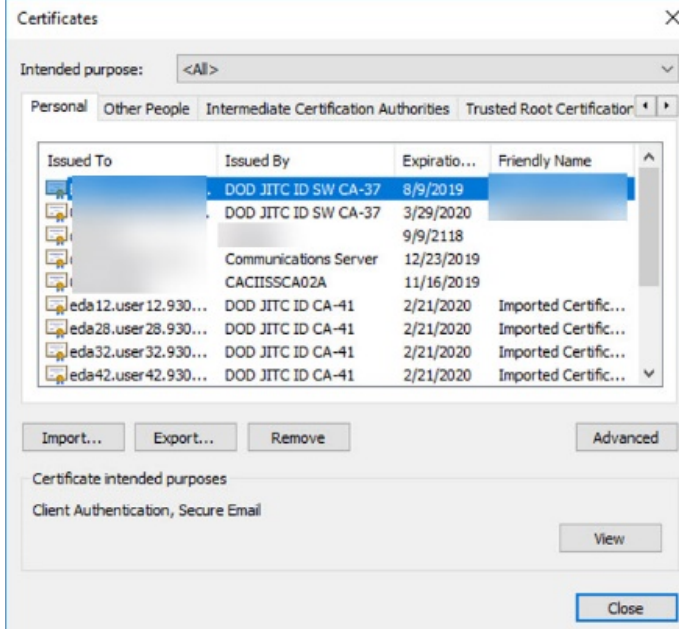 Certificates
Intended purpose: <All>
Personal Other People Intermediate Certification Authorities Trusted Root Certification
Issued To Issued By Expiratio... Friendly Name
. DOD JITC ID SW CA-37 8/9/2019
. DOD JITC ID SW CA-37 3/29/2020
9/9/2118
Communications Server 12/23/2019
CACIISSCA02A 11/16/2019
eda12.user12.930... DOD JITC ID CA-41 2/21/2020 Imported Certific...
eda28.user28.930... DOD JITC ID CA-41 2/21/2020 Imported Certific...
eda32.user32.930... DOD JITC ID CA-41 2/21/2020 Imported Certific...
eda42.user42.930... DOD JITC ID CA-41 2/21/2020 Imported Certific...
Import... Export... Remove Advanced
Certificate intended purposes
Client Authentication, Secure Email
View
Close